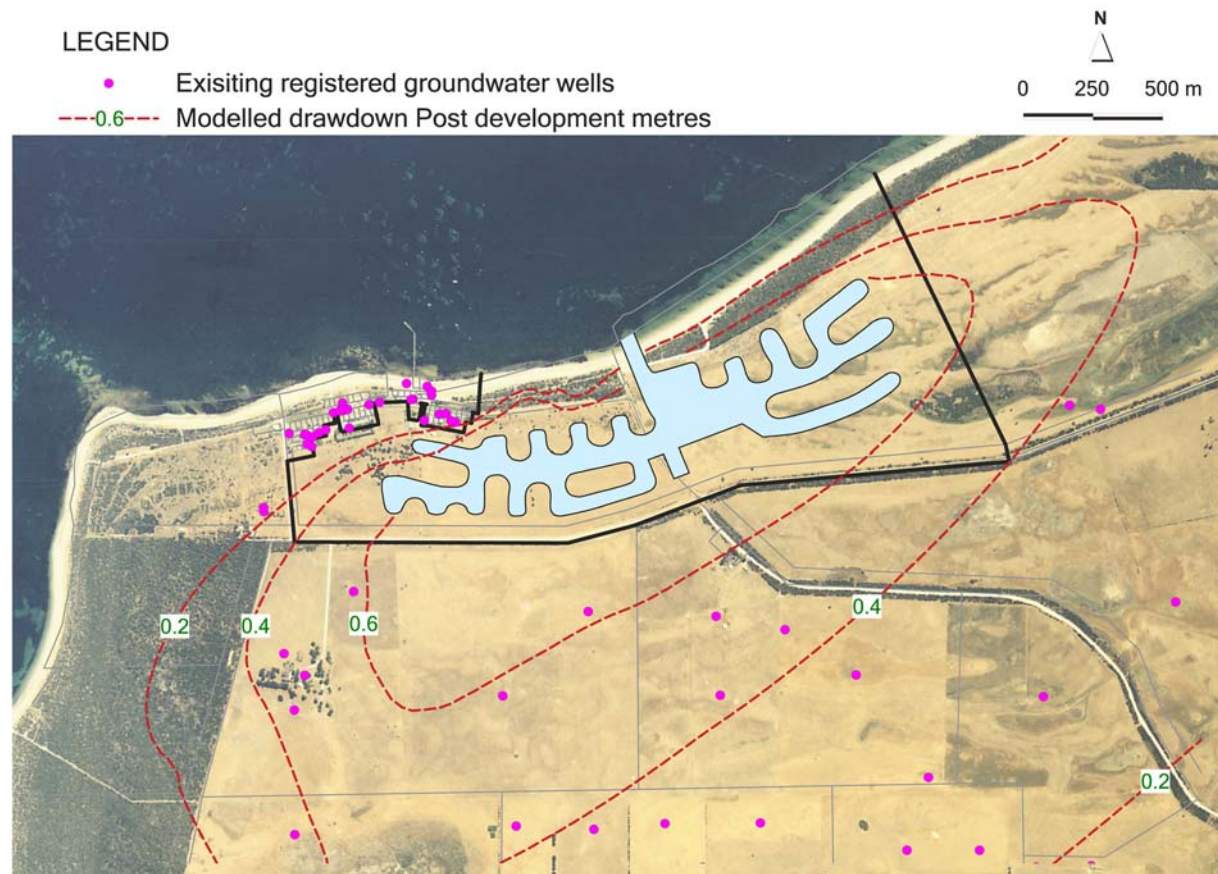 LEGEND
N
Exisiting registered groundwater wells
0 250 500 m
0.6 Modelled drawdown Post development metres
0.2
0.4
0.6
0.4
0.2